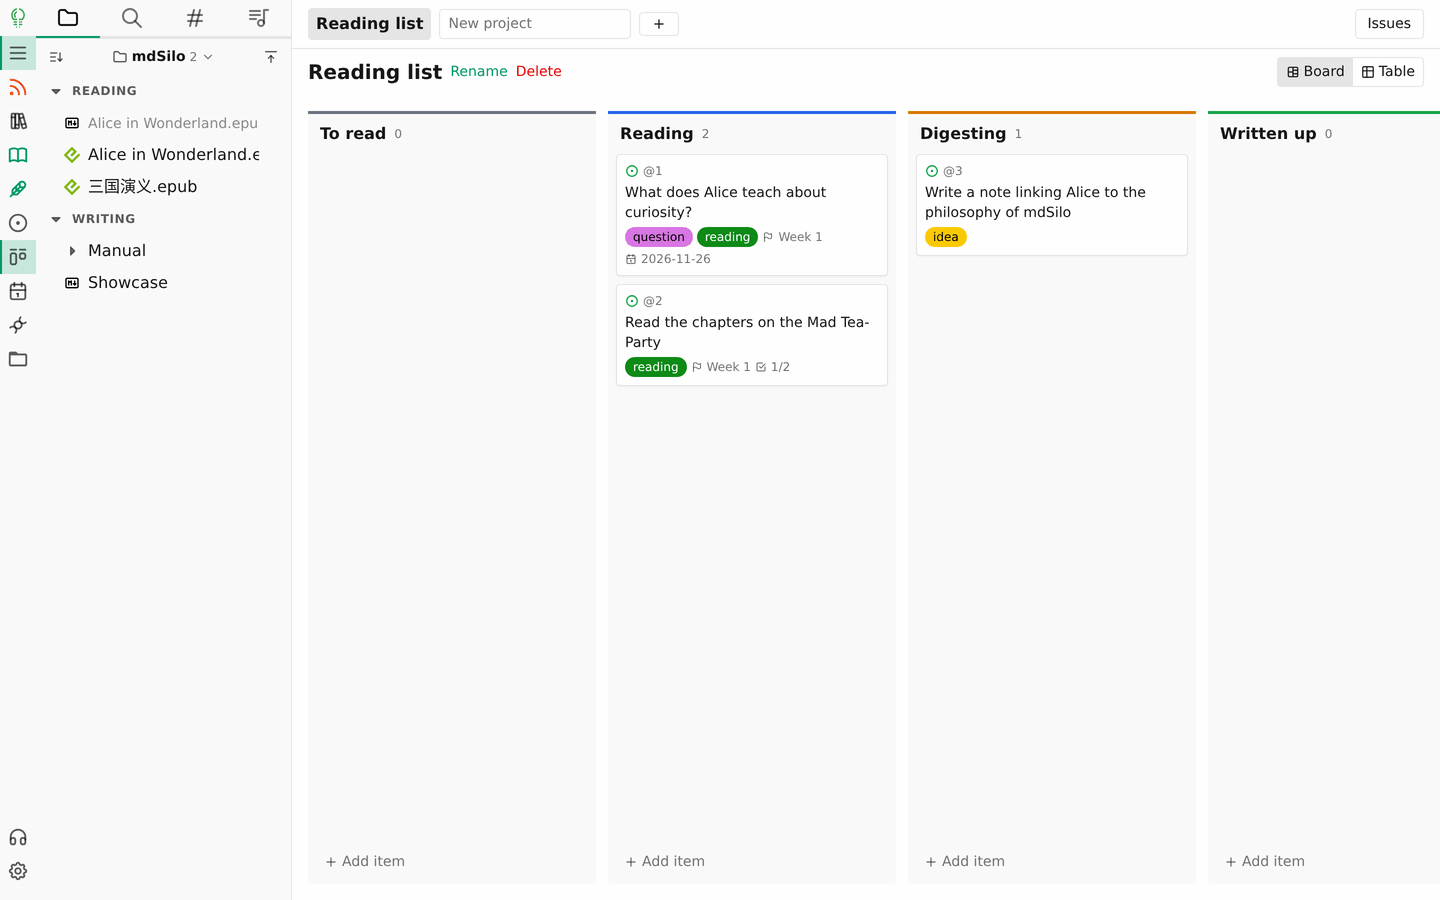 Reading list
New project
+
Issues
mdSilo 2
Reading list Rename Delete
Board Table
READING
Alice in Wonderland.epu
Alice in Wonderland.e
三国演义.epub
WRITING
Manual
Showcase
To read 0
+ Add item
Reading 2
@1
What does Alice teach about
curiosity?
question reading Week 1
2026-11-26
@2
Read the chapters on the Mad Tea-
Party
reading Week 1 1/2
+ Add item
Digesting 1
@3
Write a note linking Alice to the
philosophy of mdSilo
idea
+ Add item
Written up 0
+ Add item